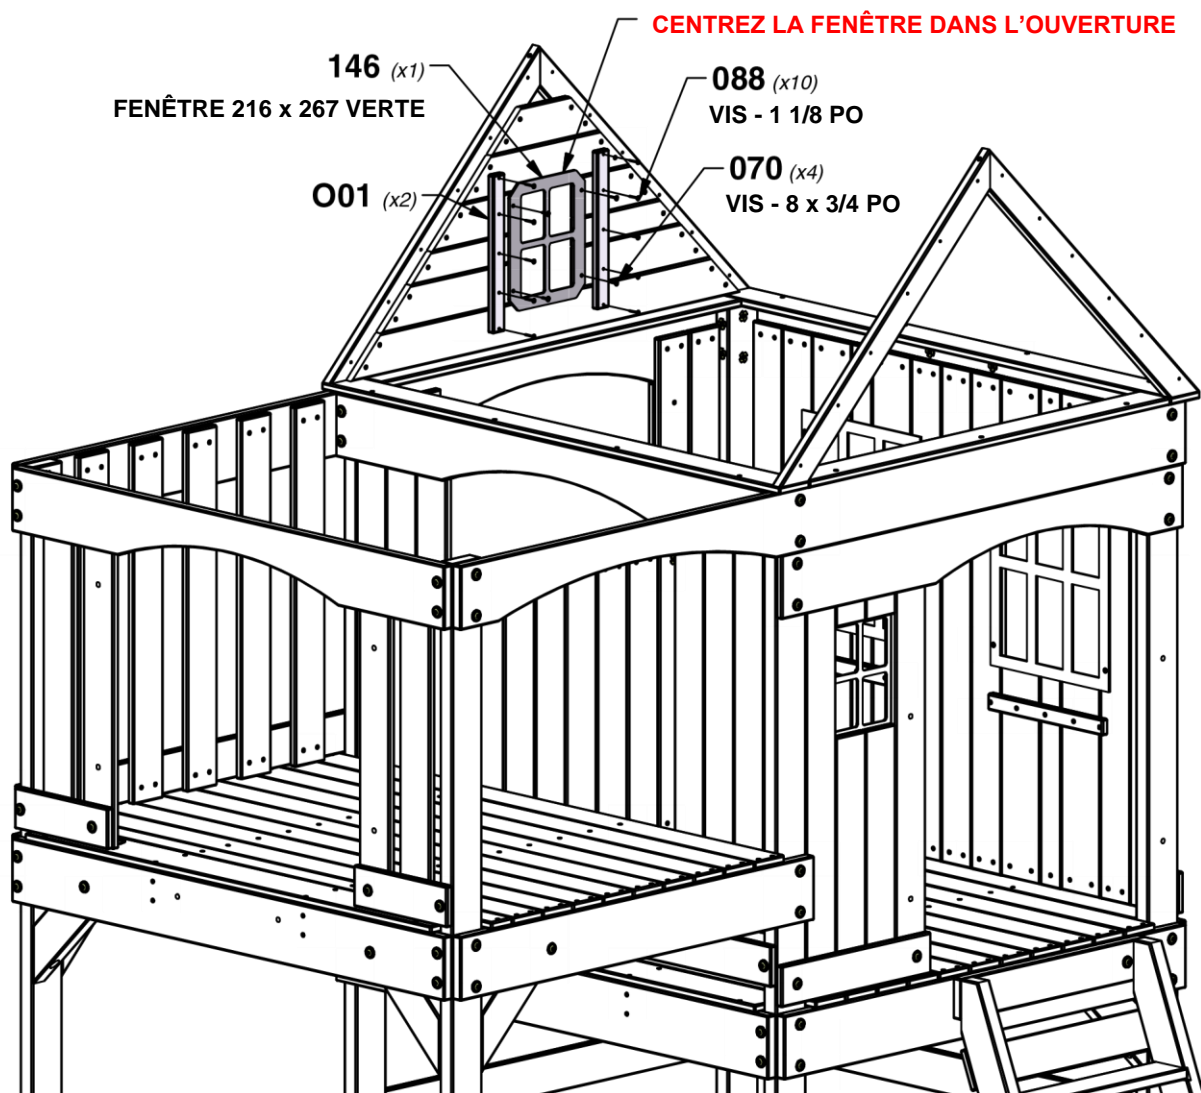 CENTREZ LA FENÊTRE DANS L'OUVERTURE
146 (x1)
FENÊTRE 216 x 267 VERTE
088 (x10)
VIS - 1 1/8 PO
O01 (x2)
070 (x4)
VIS - 8 x 3/4 PO